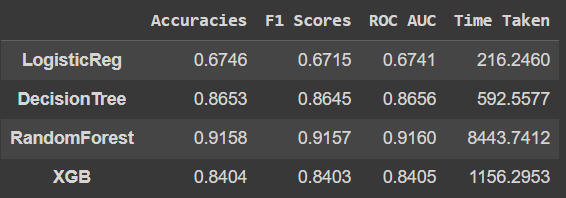 Accuracies F1 Scores ROC AUC Time Taken
LogisticReg 0.6746 0.6715 0.6741 216.2460
DecisionTree 0.8653 0.8645 0.8656 592.5577
RandomForest 0.9158 0.9157 0.9160 8443.7412
XGB 0.8404 0.8403 0.8405 1156.2953